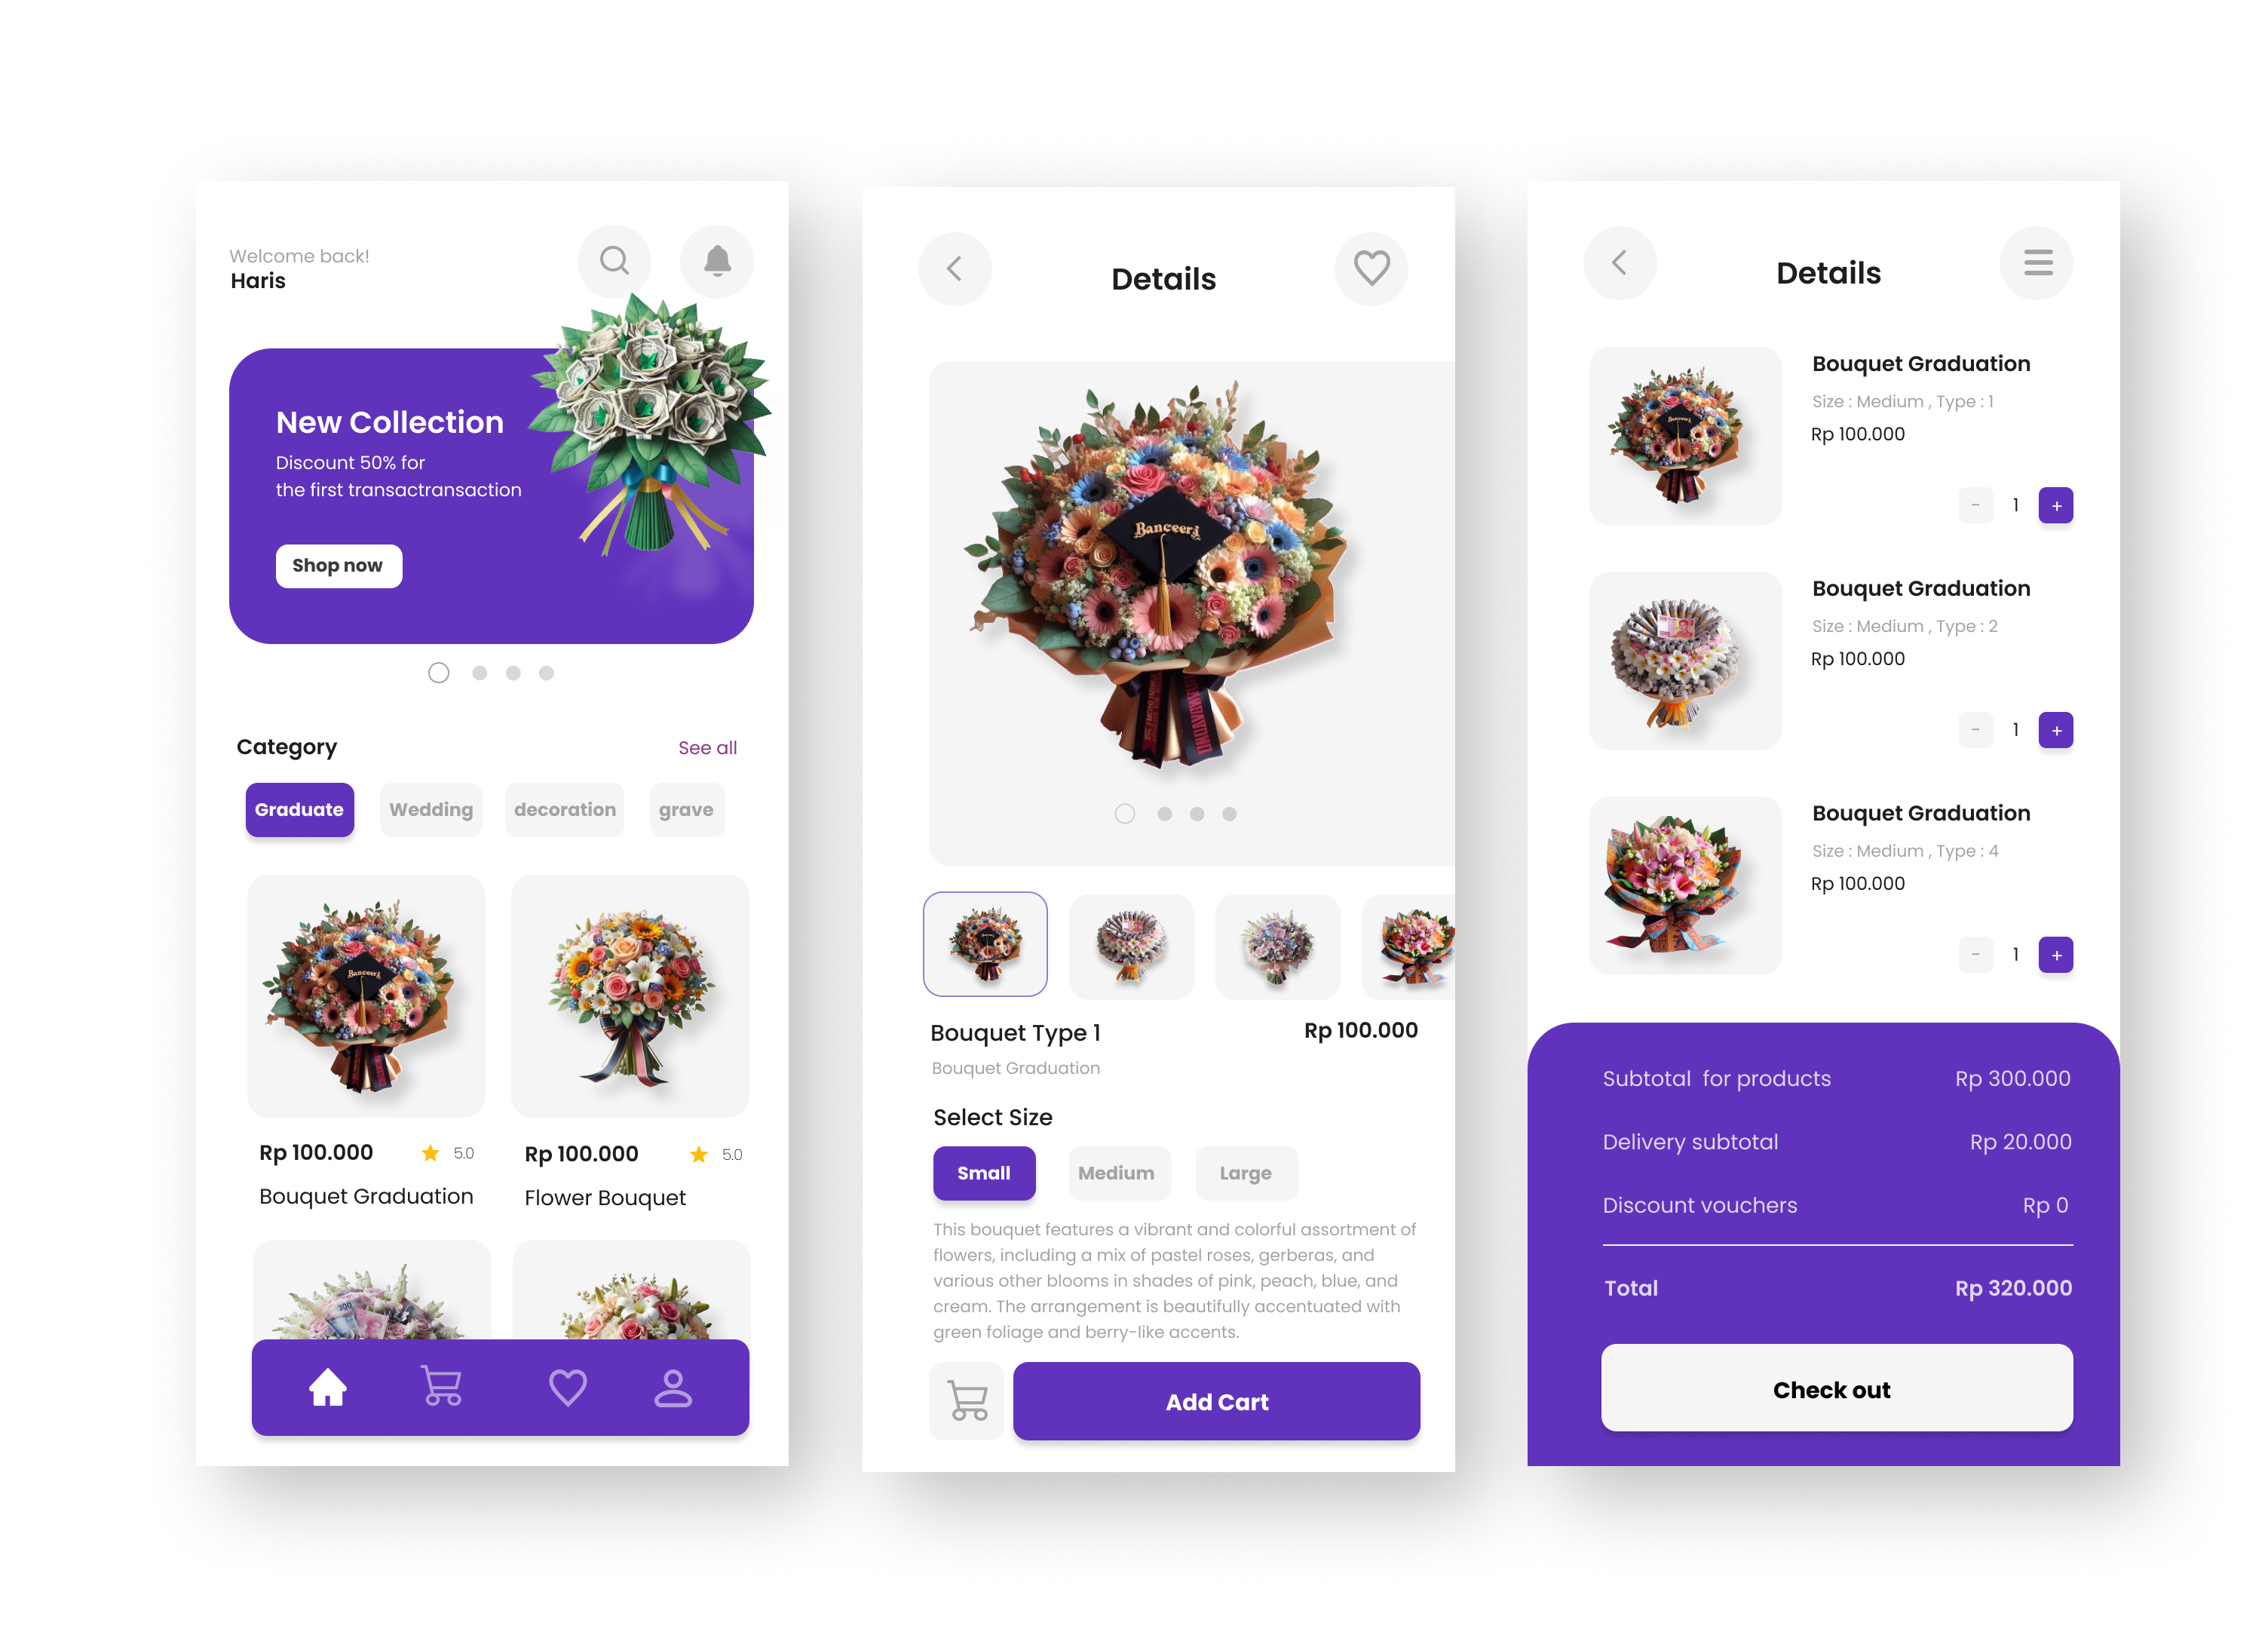 Welcome back!
Haris
New Collection
Discount 50% for
the first transactransaction
Shop now
Category
See all
Graduate
Wedding
decoration
grave
Banceerj
Rp 100.000
5.0
Rp 100.000
5.0
Bouquet Graduation
Flower Bouquet
100
Details
Banceerj
Bouquet Type 1
Rp 100.000
Bouquet Graduation
Select Size
Small
Medium
Large
This bouquet features a vibrant and colorful assortment of
flowers, including a mix of pastel roses, gerberas, and
various other blooms in shades of pink, peach, blue, and
cream. The arrangement is beautifully accentuated with
green foliage and berry-like accents.
Add Cart
Details
Bouquet Graduation
Size : Medium , Type : 1
Rp 100.000
- 1 +
Bouquet Graduation
Size : Medium , Type : 2
Rp 100.000
- 1 +
Bouquet Graduation
Size : Medium , Type : 4
Rp 100.000
- 1 +
Subtotal for products
Rp 300.000
Delivery subtotal
Rp 20.000
Discount vouchers
Rp 0
Total
Rp 320.000
Check out